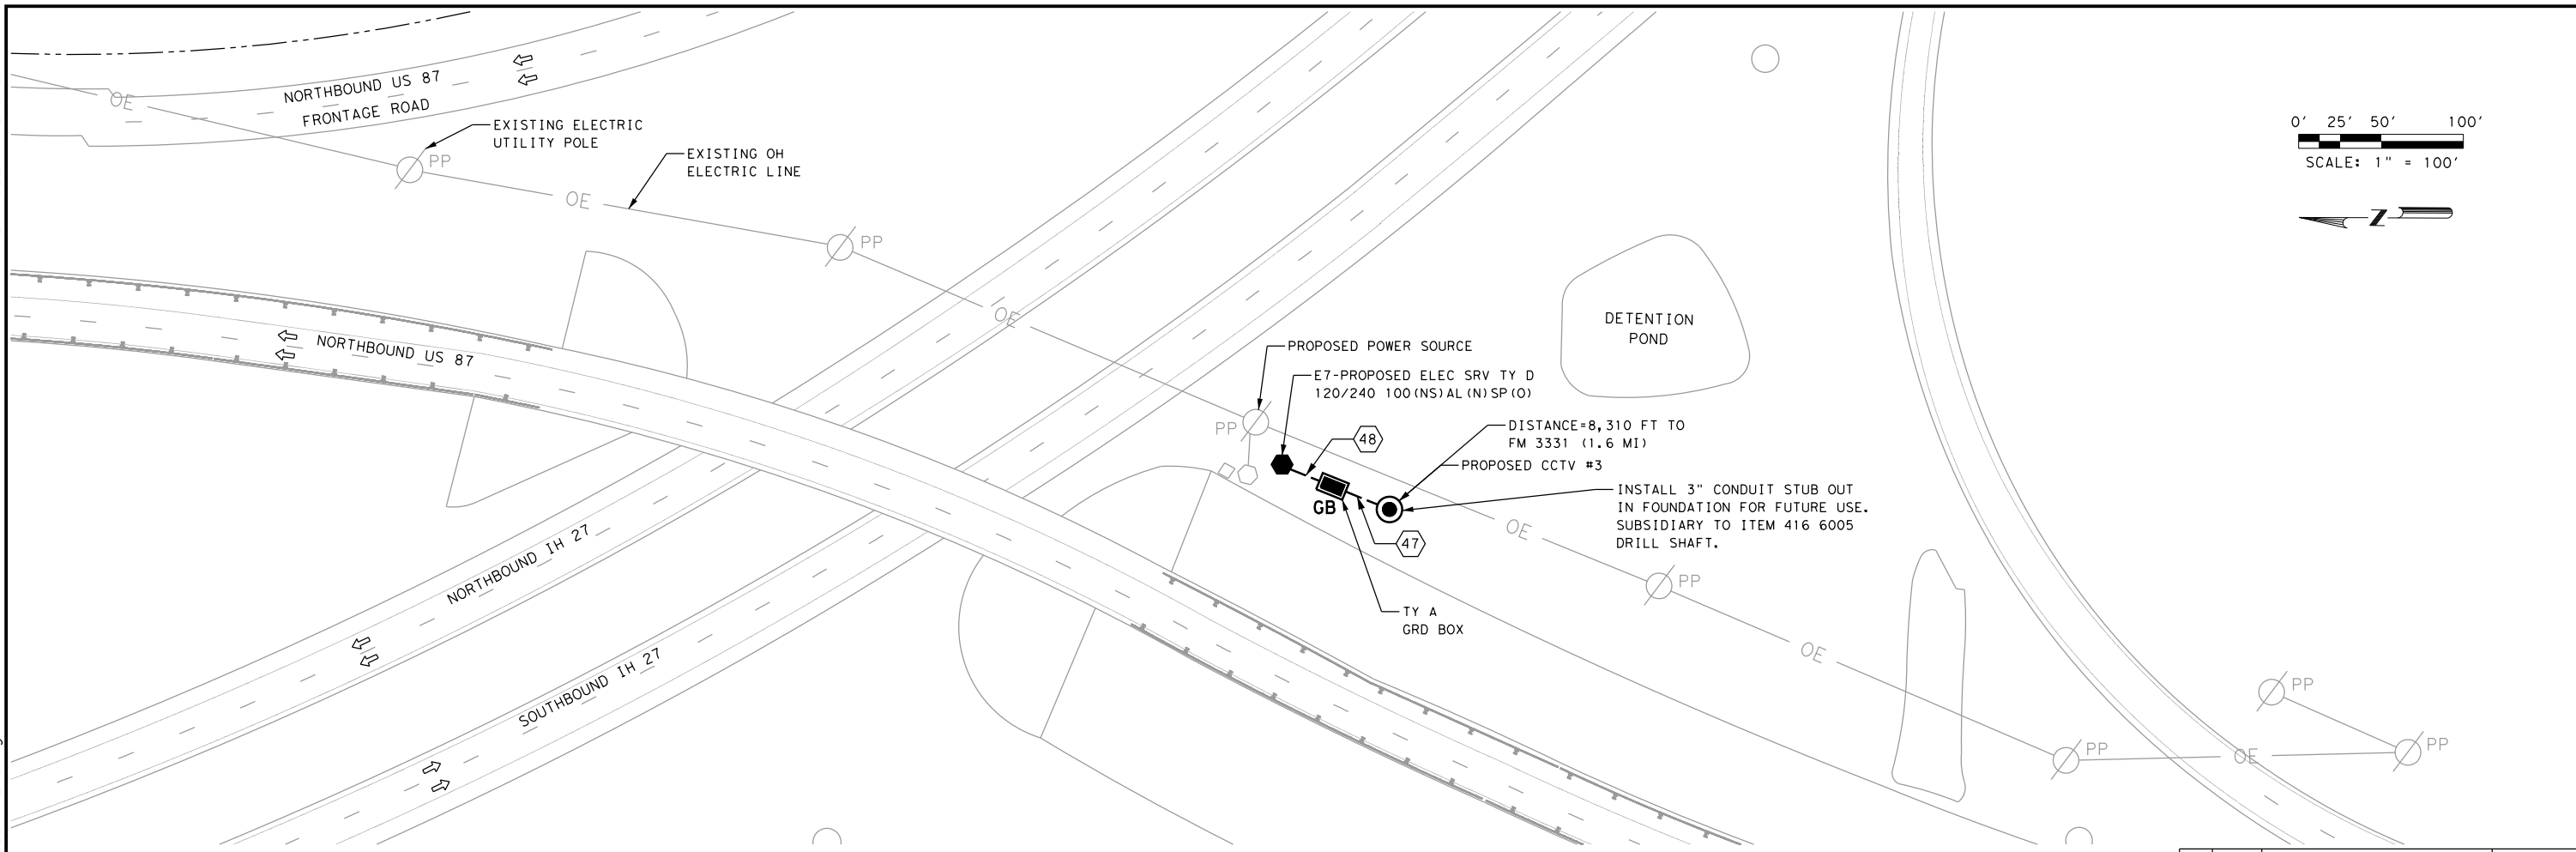 NORTHBOUND US 87
FRONTAGE ROAD
OE
EXISTING ELECTRIC
UTILITY POLE
PP
EXISTING OH
ELECTRIC LINE
OE
PP
0' 25' 50' 100'
SCALE: 1" = 100'
Z
OE
NORTHBOUND US 87
DETENTION
POND
PROPOSED POWER SOURCE
E7-PROPOSED ELEC SRV TY D
120/240 100(NS)AL(N)SP(O)
PP
48
DISTANCE=8,310 FT TO
FM 3331 (1.6 MI)
PROPOSED CCTV #3
INSTALL 3" CONDUIT STUB OUT
IN FOUNDATION FOR FUTURE USE.
SUBSIDIARY TO ITEM 416 6005
DRILL SHAFT.
GB
47
OE
TY A
GRD BOX
PP
NORTHBOUND IH 27
SOUTHBOUND IH 27
OE
PP
PP
OE
PP